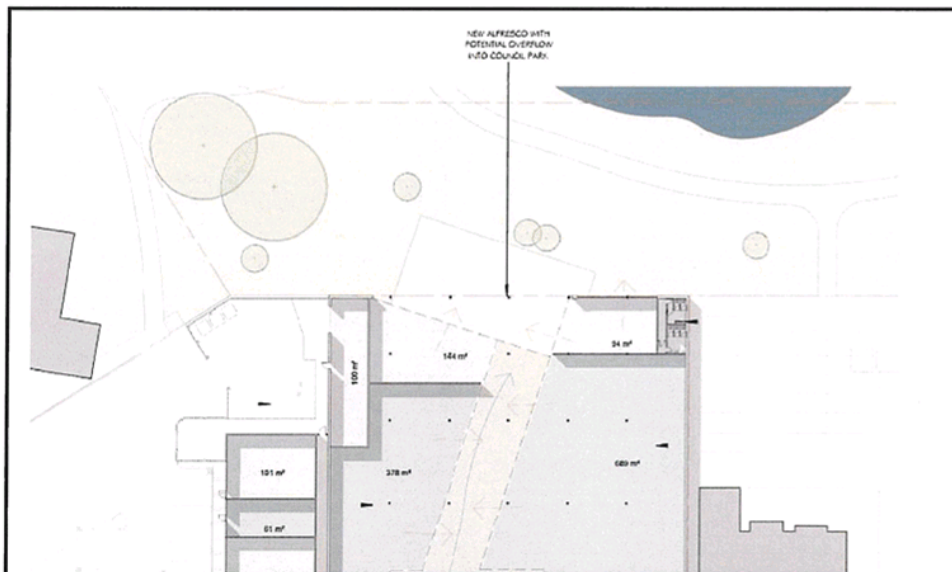 NEW ALFRESCO WITH
POTENTIAL OVERFLOW
INTO COUNCIL PARK.
144 m²
94 m²
100 m²
101 m²
378 m²
689 m²
61 m²